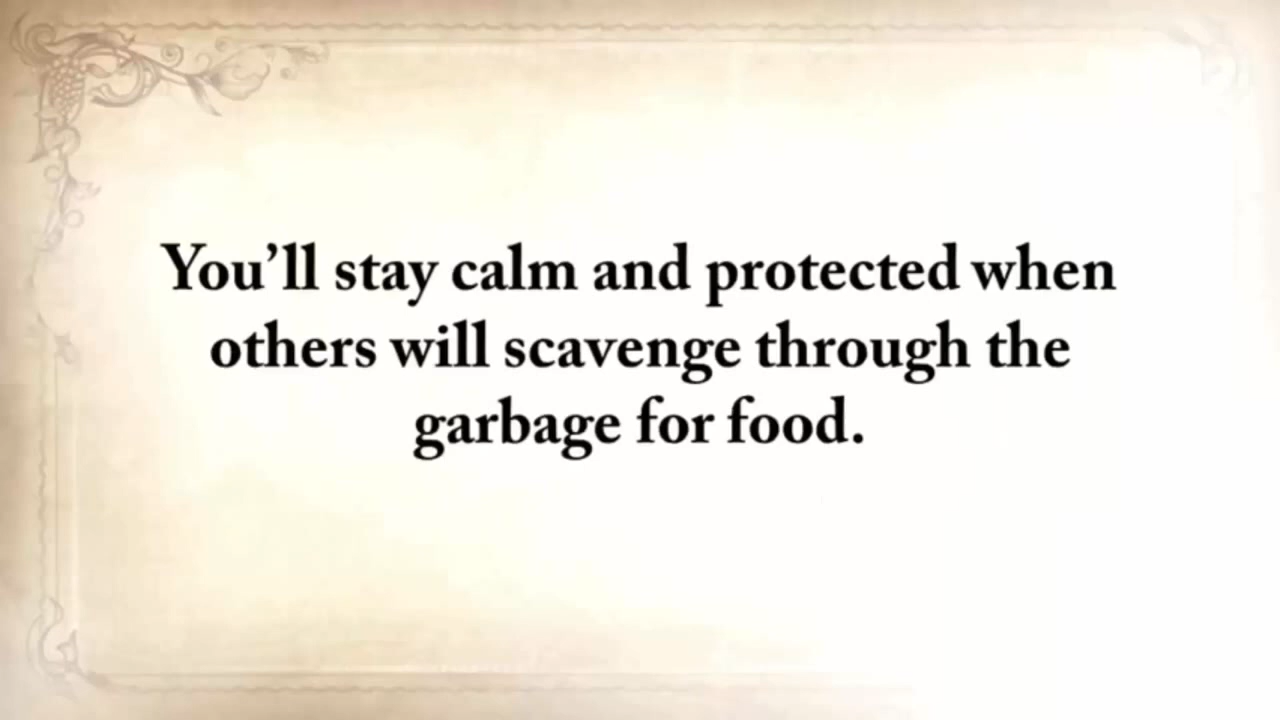 You’ll stay calm and protected when
others will scavenge through the
garbage for food.